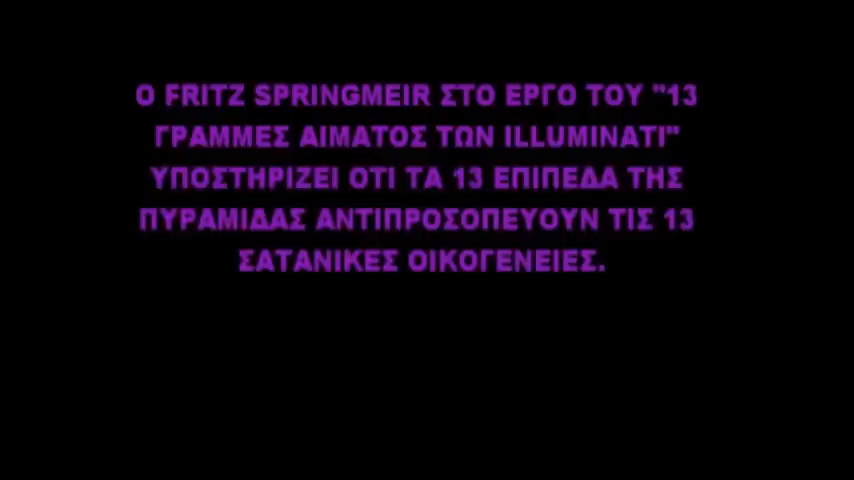 Ο FRITZ SPRINGMEIR ΣΤΟ ΕΡΓΟ ΤΟΥ "13
ΓΡΑΜΜΕΣ ΑΙΜΑΤΟΣ ΤΩΝ ILLUMINATI"
ΥΠΟΣΤΗΡΙΖΕΙ ΟΤΙ ΤΑ 13 ΕΠΙΠΕΔΑ ΤΗΣ
ΠΥΡΑΜΙΔΑΣ ΑΝΤΙΠΡΟΣΟΠΕΥΟΥΝ ΤΙΣ 13
ΣΑΤΑΝΙΚΕΣ ΟΙΚΟΓΕΝΕΙΕΣ.